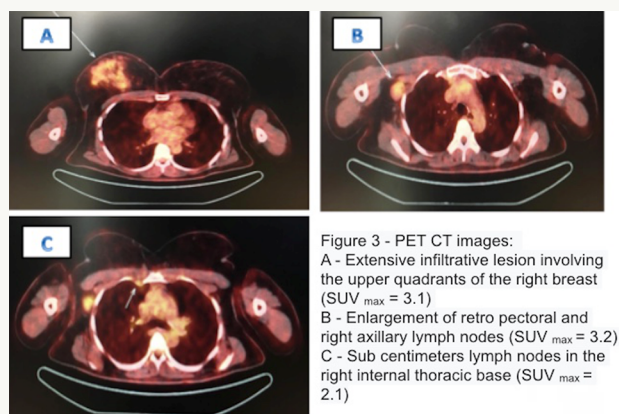 A
B
C
Figure 3 - PET CT images:
A - Extensive infiltrative lesion involving
the upper quadrants of the right breast
(SUV max = 3.1)
B - Enlargement of retro pectoral and
right axillary lymph nodes (SUV max = 3.2)
C - Sub centimeters lymph nodes in the
right internal thoracic base (SUV max =
2.1)